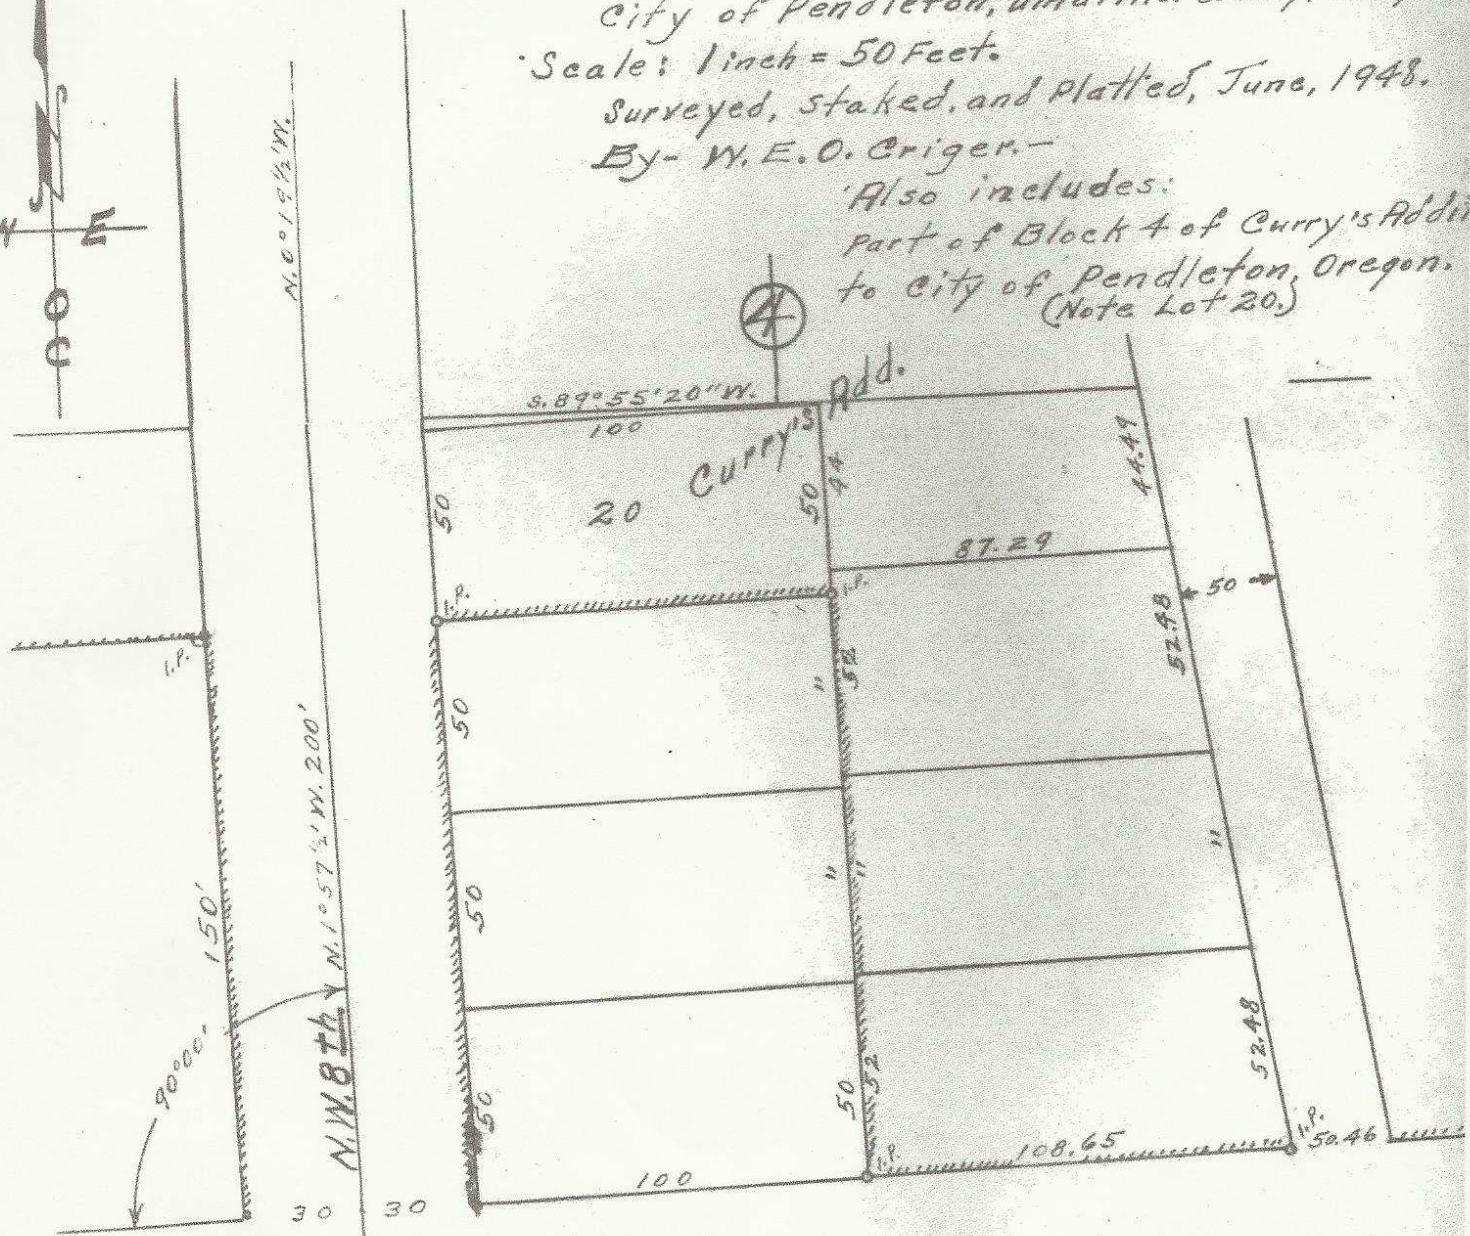 City of Pendleton,
Scale: 1 inch = 50 Feet.
Surveyed, staked, and Platted, June, 1948.
By- W.E.O. Criger.-
Also includes:
Part of Block 4 of Curry's
to City of Pendleton, Oregon.
(Note Lot 20.)
N
E
N.0°19½'W.
4
S.89°55'20"W.
100
Curry's Add.
50
20
50
44
44.49
87.29
I.P.
I.P.
50
52.48
I.P.
50
"
52
N.1°57½'W. 200'
150'
50
"
"
"
90°00'
N.W.8th
50
50
52
52.48
I.P.
108.65
I.P.
50.46
100
30
30